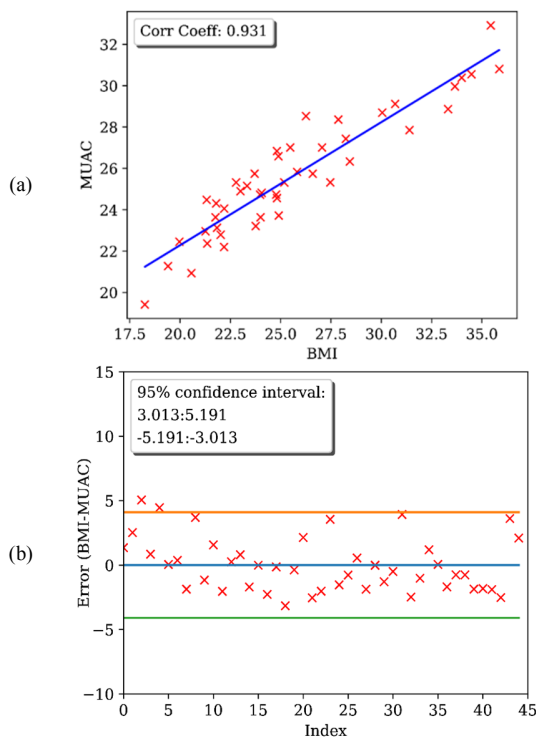 Corr Coeff: 0.931
32
30
28
26
24
22
20
MUAC
(a)
17.5 20.0 22.5 25.0 27.5 30.0 32.5 35.0
BMI
15
95% confidence interval:
3.013:5.191
-5.191:-3.013
10
5
0
−5
−10
Error (BMI-MUAC)
(b)
0 5 10 15 20 25 30 35 40 45
Index